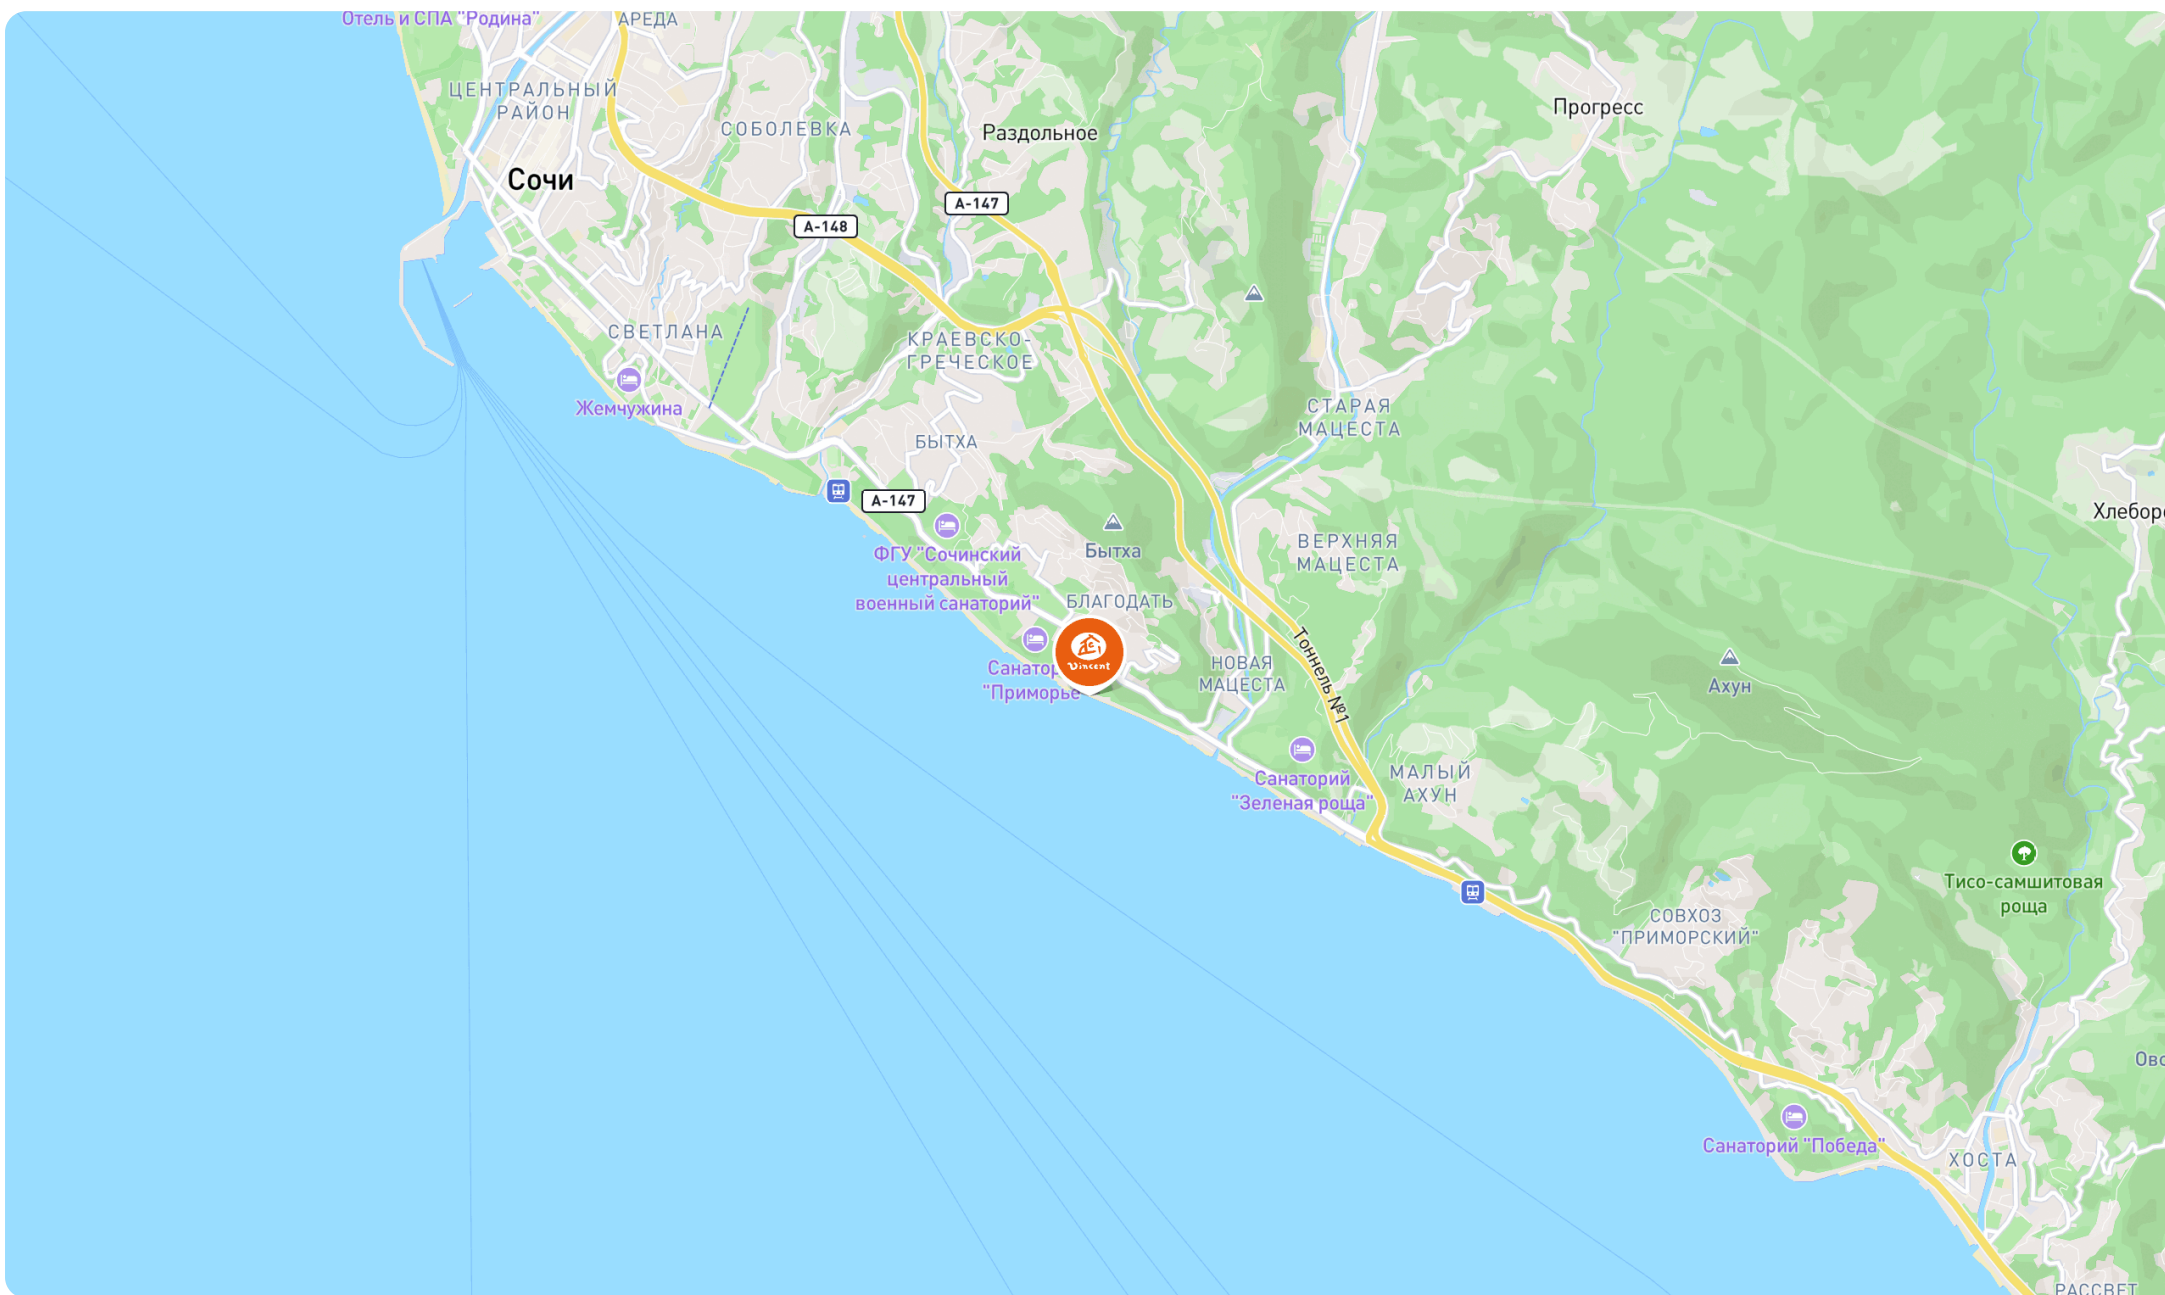 Отель и СПА "Родина"
АРЕДА
ЦЕНТРАЛЬНЫЙ
РАЙОН
СОБОЛЕВКА
Раздольное
Прогресс
Сочи
А-147
А-148
СВЕТЛАНА
КРАЕВСКО-
ГРЕЧЕСКОЕ
Жемчужина
СТАРАЯ
МАЦЕСТА
БЫТХА
А-147
Хлеборо
Бытха
ФГУ "Сочинский
центральный
военный санаторий"
ВЕРХНЯЯ
МАЦЕСТА
БЛАГОДАТЬ
Vincent
Санатор
"Приморье
НОВАЯ
МАЦЕСТА
Тоннель №1
Ахун
Санаторий
"Зеленая роща"
МАЛЫЙ
АХУН
Тисо-самшитовая
роща
СОВХОЗ
"ПРИМОРСКИЙ"
Ово
Санаторий "Победа"
ХОСТА
РАССВЕТ